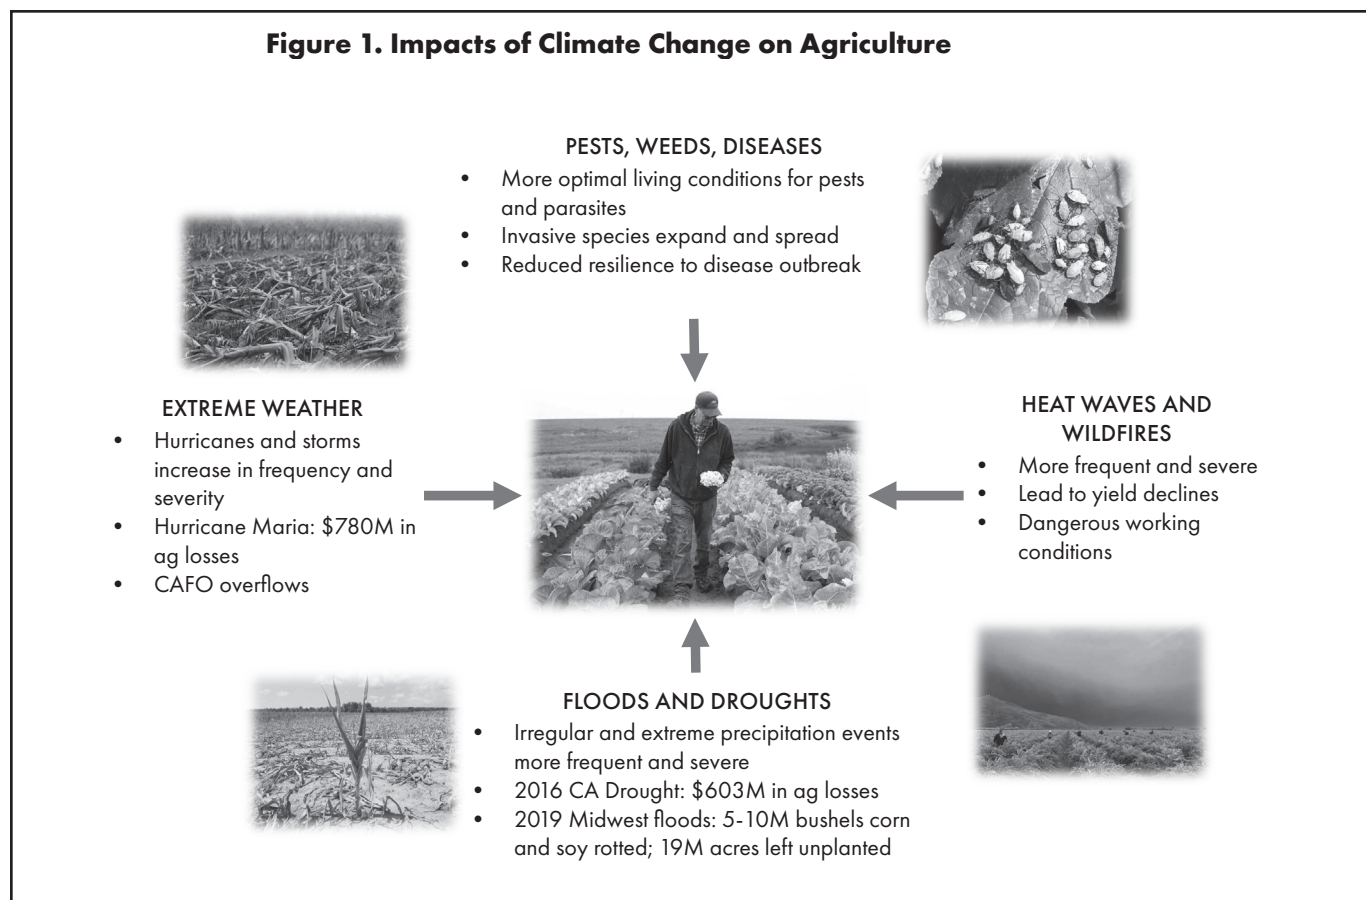 Figure 1. Impacts of Climate Change on Agriculture
PESTS, WEEDS, DISEASES
• More optimal living conditions for pests
and parasites
• Invasive species expand and spread
• Reduced resilience to disease outbreak
EXTREME WEATHER
• Hurricanes and storms
increase in frequency and
severity
• Hurricane Maria: $780M in
ag losses
• CAFO overflows
HEAT WAVES AND
WILDFIRES
• More frequent and severe
• Lead to yield declines
• Dangerous working
conditions
FLOODS AND DROUGHTS
• Irregular and extreme precipitation events
more frequent and severe
• 2016 CA Drought: $603M in ag losses
• 2019 Midwest floods: 5-10M bushels corn
and soy rotted; 19M acres left unplanted